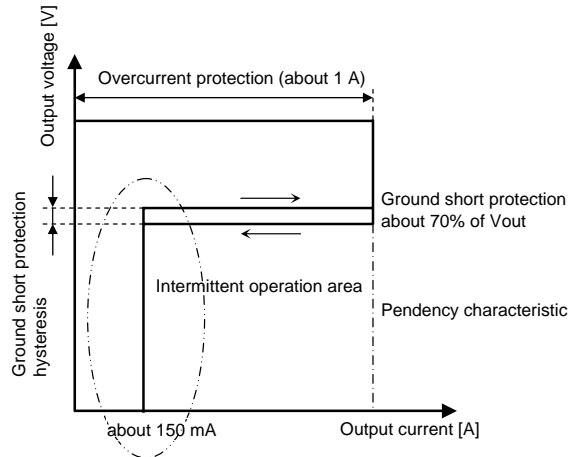 Output voltage [V]
Overcurrent protection (about 1 A)
Ground short protection
about 70% of Vout
Ground short protection
hysteresis
Intermittent operation area
Pendency characteristic
about 150 mA
Output current [A]